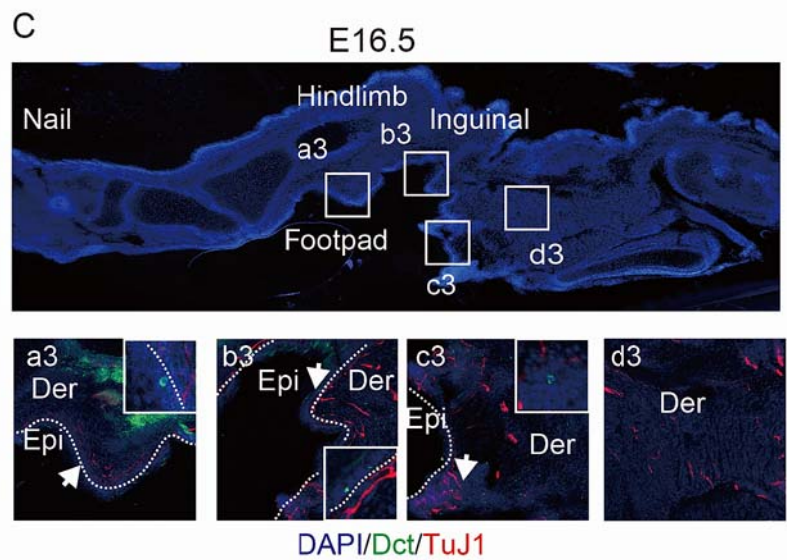 C
E16.5
Nail
Hindlimb
a3
b3
Inguinal
Footpad
c3
d3
a3
Der
Epi
b3
Epi
Der
c3
Epi
Der
d3
Der
DAPI/Dct/TuJ1